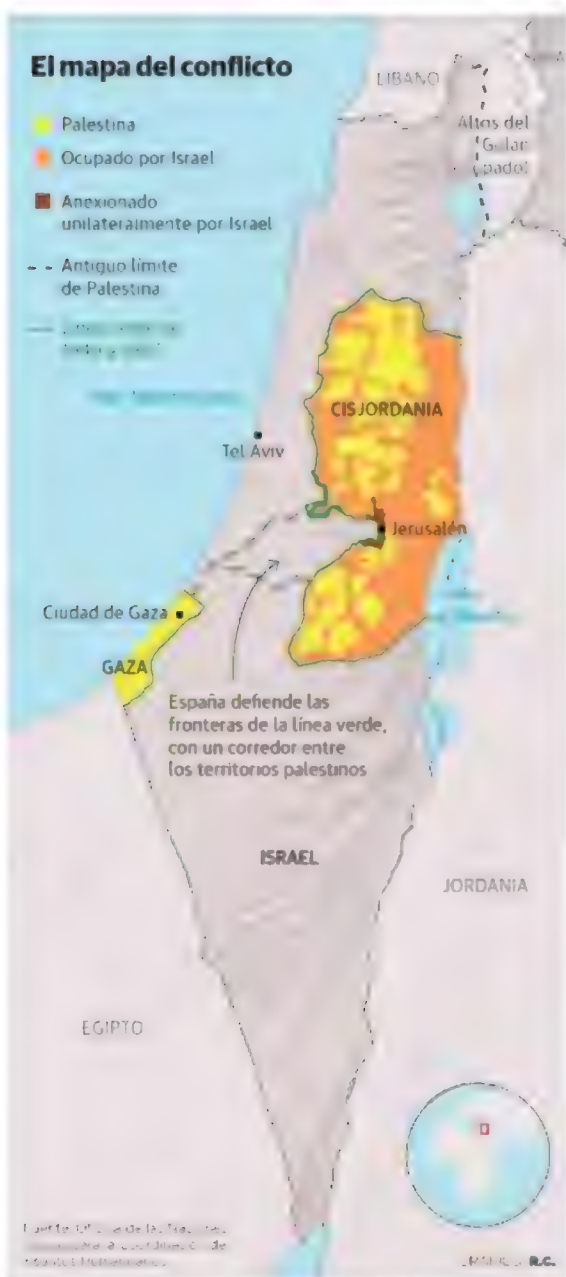 El mapa del conflicto
Palestina
Ocupado por Israel
Anexionado
unilateralmente por Israel
Antiguo límite
de Palestina
LÍBANO
Altos del
Golán
CISJORDANIA
Tel Aviv
Jerusalén
Ciudad de Gaza
GAZA
España defiende las
fronteras de la línea verde,
con un corredor entre
los territorios palestinos
ISRAEL
JORDANIA
EGIPTO
R.C.